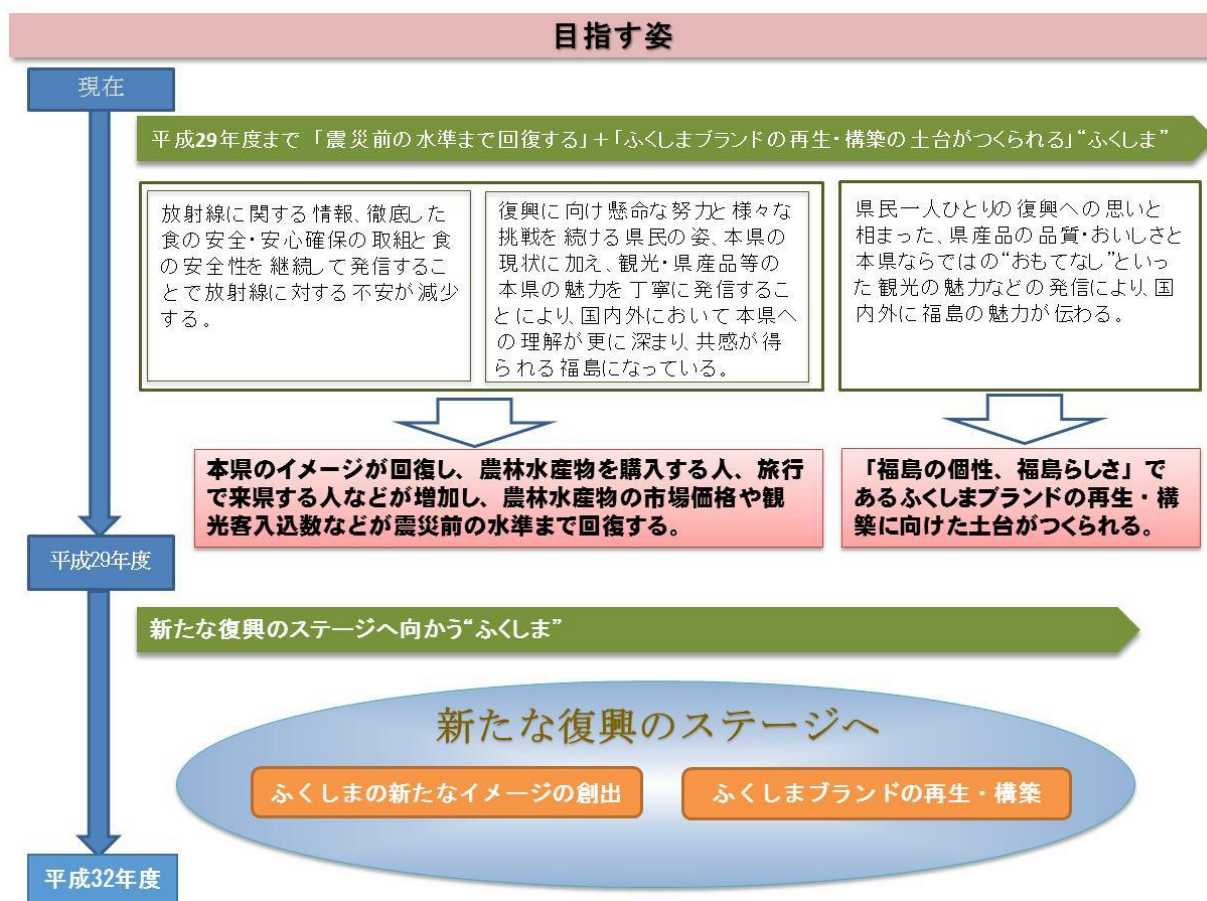 目指す姿
現在
平成29年度まで 「震災前の水準まで回復する」+「ふくしまブランドの再生・構築の土台がつくられる」“ふくしま”
放射線に関する情報、徹底した
食の安全・安心確保の取組と食
の安全性を継続して発信するこ
とで放射線に対する不安が減少
する。
復興に向け懸命な努力と様々な
挑戦を続ける県民の姿、本県の
現状に加え、観光・県産品等の
本県の魅力を丁寧に発信するこ
とにより、国内外において本県へ
の理解が更に深まり、共感が得
られる福島になっている。
県民一人ひとりの復興への思いと
相まった、県産品の品質・おいしさと
本県ならではの“おもてなし”といっ
た観光の魅力などの発信により、国
内外に福島の魅力が伝わる。
本県のイメージが回復し、農林水産物を購入する人、旅行
で来県する人などが増加し、農林水産物の市場価格や観
光客入込数などが震災前の水準まで回復する。
「福島の個性、福島らしさ」で
あるふくしまブランドの再生・構
築に向けた土台がつくられる。
平成29年度
新たな復興のステージへ向かう“ふくしま”
新たな復興のステージへ
ふくしまの新たなイメージの創出
ふくしまブランドの再生・構築
平成32年度